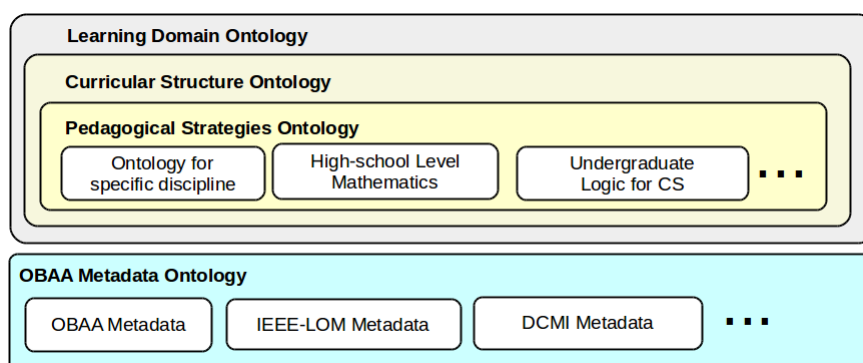 Learning Domain Ontology
Curricular Structure Ontology
Pedagogical Strategies Ontology
Ontology for
specific discipline
High-school Level
Mathematics
Undergraduate
Logic for CS
...
OBAA Metadata Ontology
OBAA Metadata
IEEE-LOM Metadata
DCMI Metadata
...